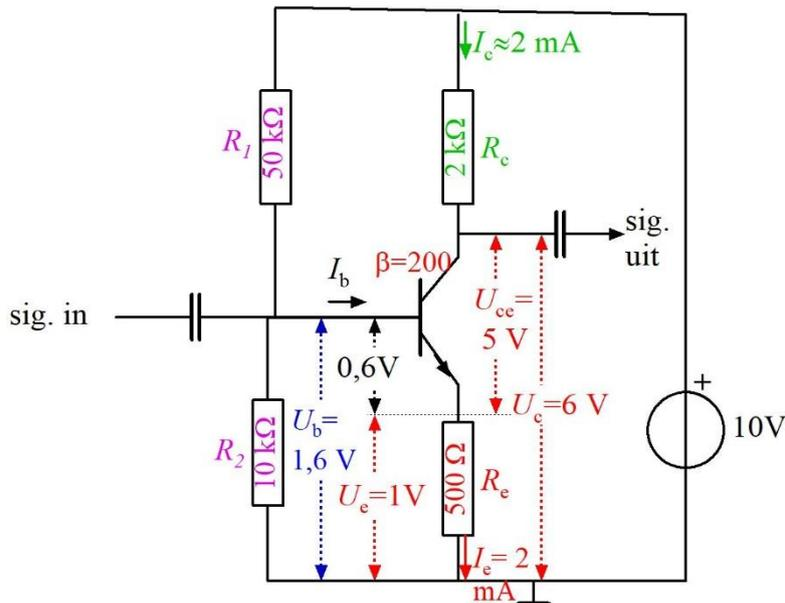 I_c≈2 mA
R_1
50 kΩ
2 kΩ
R_c
sig.
uit
β=200
I_b
U_ce=
5 V
sig. in
0,6V
U_c=6 V
+
10V
U_b=
1,6 V
R_2
10 kΩ
U_e=1V
500 Ω
R_e
I_e= 2
mA